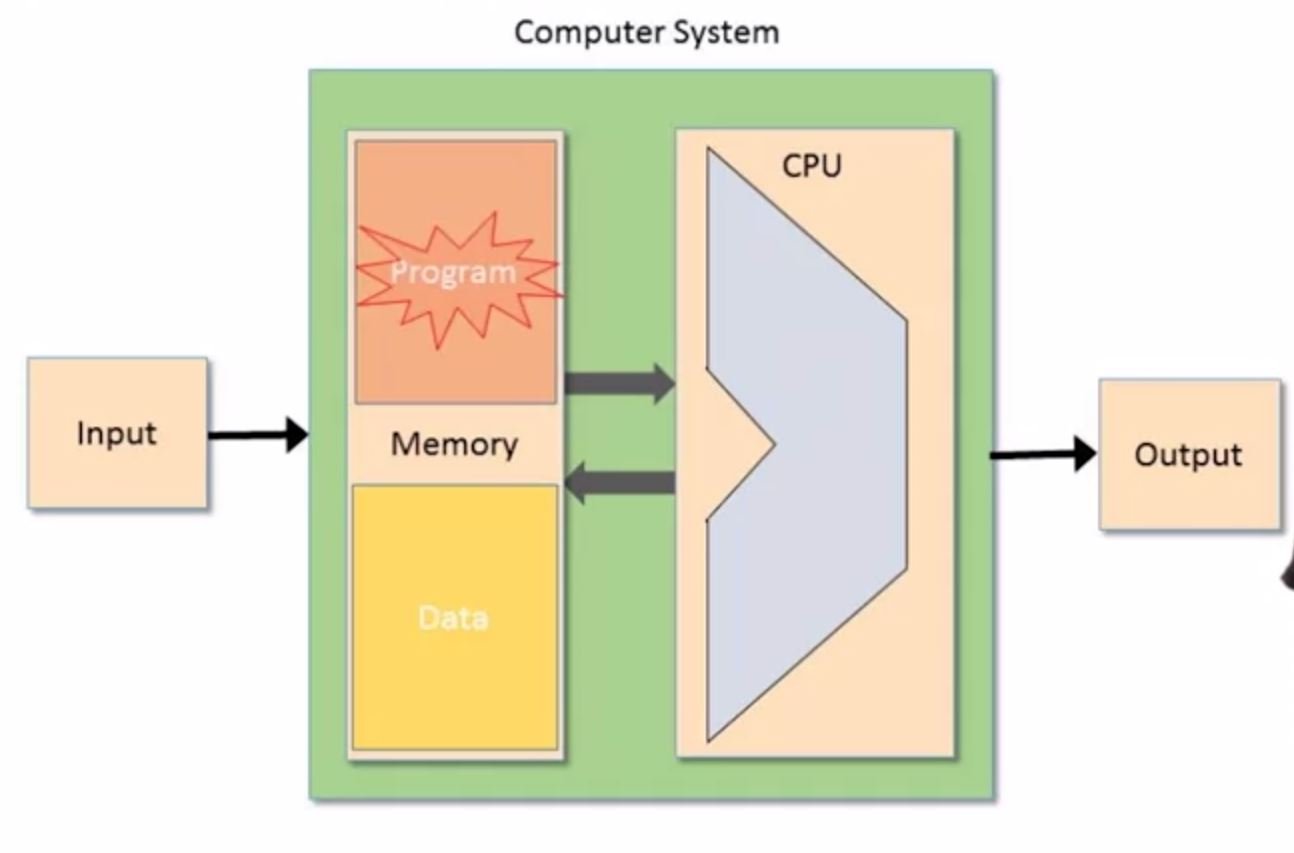 Computer System
CPU
Program
Input
Memory
Output
Data